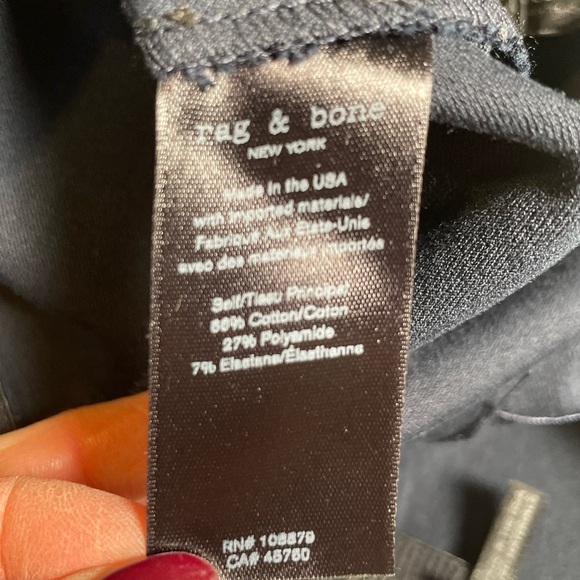 rag & bone
NEW YORK
Made in the USA
with imported materials/
Fabriqué Aux États-Unis
avec des matériaux importés
Self/Tissu Principal
66% Cotton/Coton
27% Polyamide
7% Elastane/Élasthanne
RN# 108879
CA# 45750